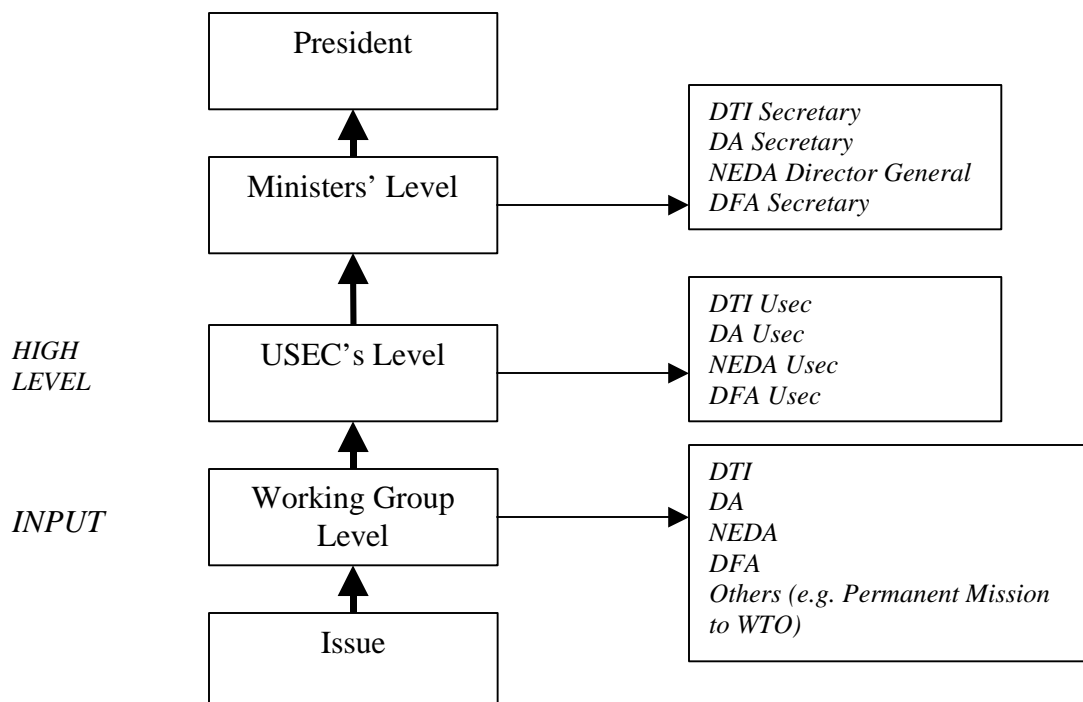 President
DTI Secretary
DA Secretary
NEDA Director General
DFA Secretary
Ministers’ Level
HIGH
LEVEL
USEC’s Level
DTI Usec
DA Usec
NEDA Usec
DFA Usec
INPUT
Working Group
Level
DTI
DA
NEDA
DFA
Others (e.g. Permanent Mission
to WTO)
Issue